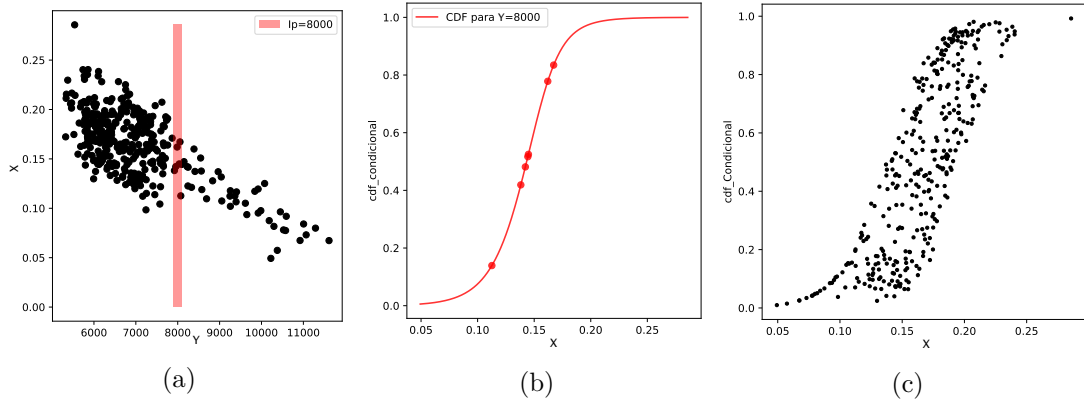 Ip=8000
X
0.25
0.20
0.15
0.10
0.05
0.00
6000 7000 8000 9000 10000 11000
Y
(a)
CDF para Y=8000
cdf_condicional
1.0
0.8
0.6
0.4
0.2
0.0
0.05 0.10 0.15 0.20 0.25
X
(b)
cdf_Condicional
1.0
0.8
0.6
0.4
0.2
0.0
0.05 0.10 0.15 0.20 0.25
X
(c)